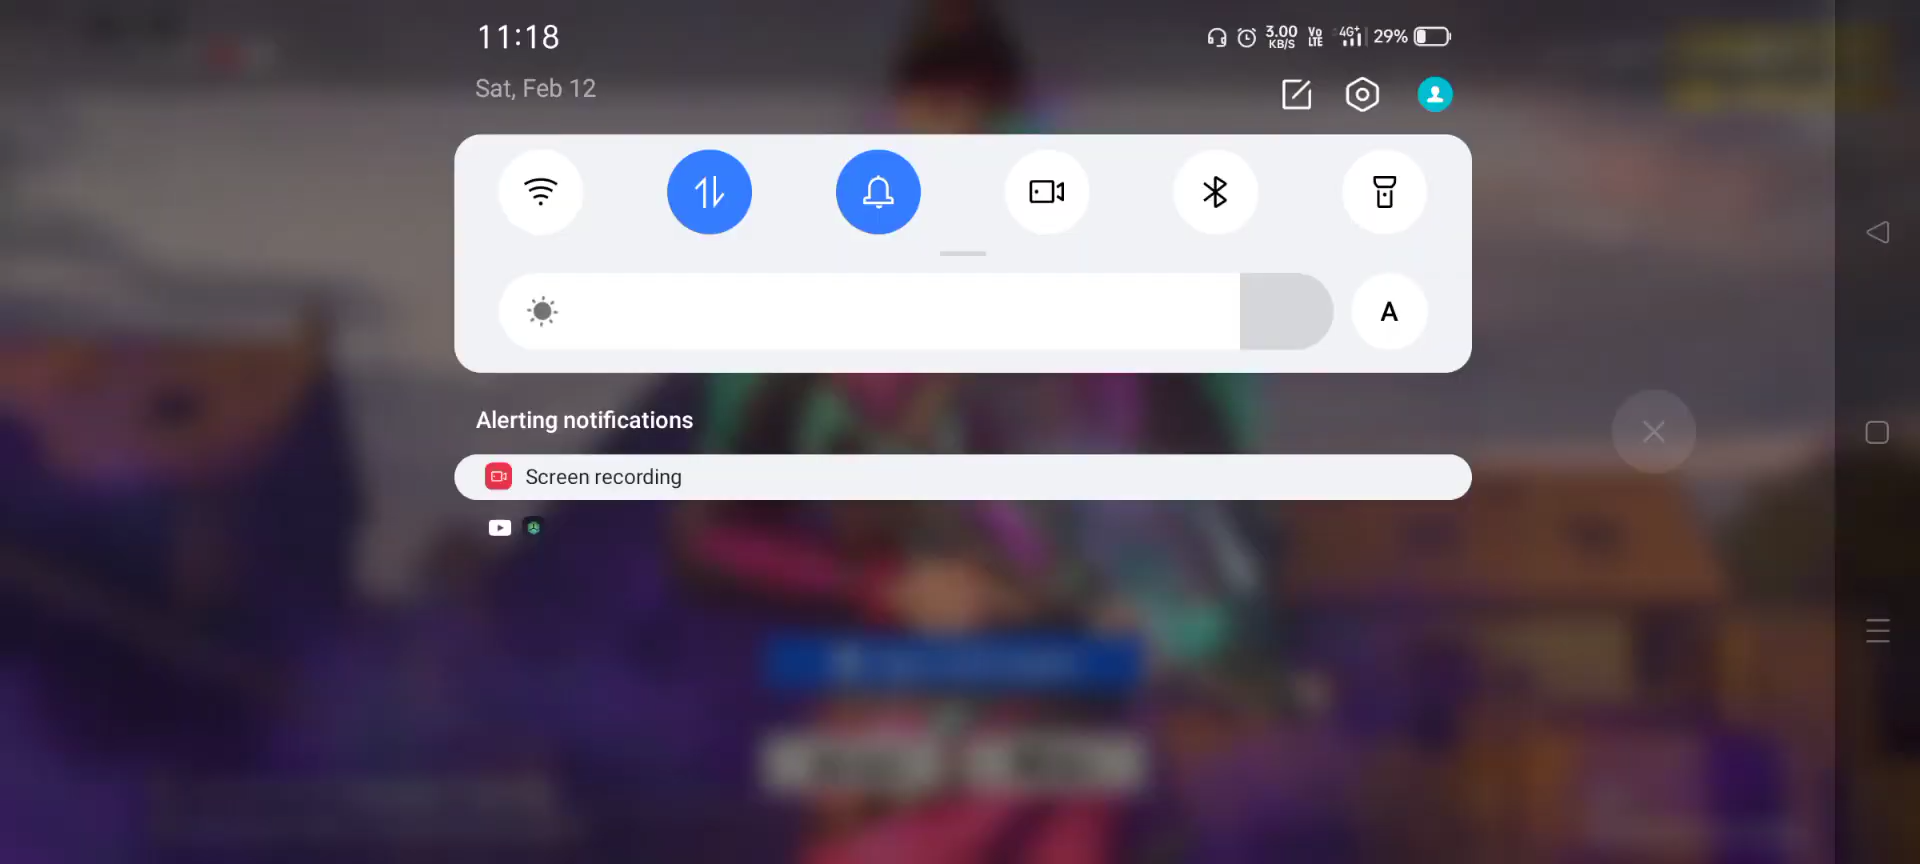 11:18
3.00
KB/S
Vo
LTE
4G+
29%
Sat, Feb 12
A
Alerting notifications
Screen recording